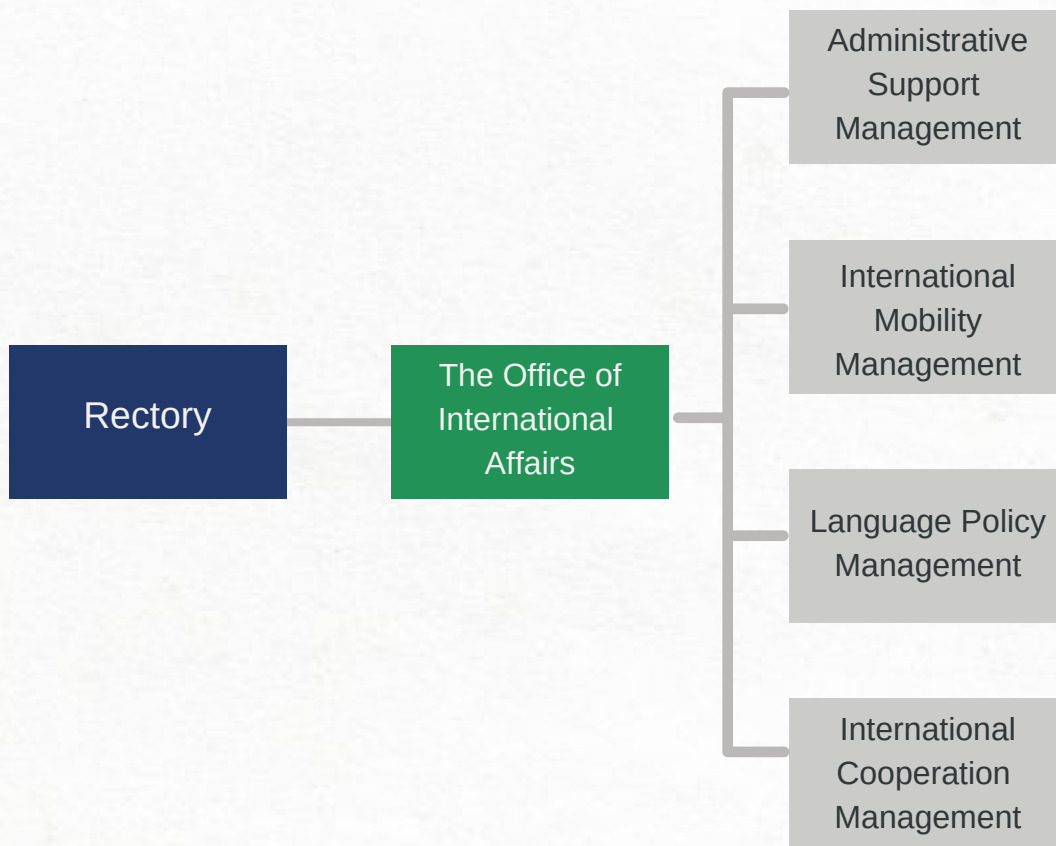 Rectory
The Office of
International
Affairs
Administrative
Support
Management
International
Mobility
Management
Language Policy
Management
International
Cooperation
Management